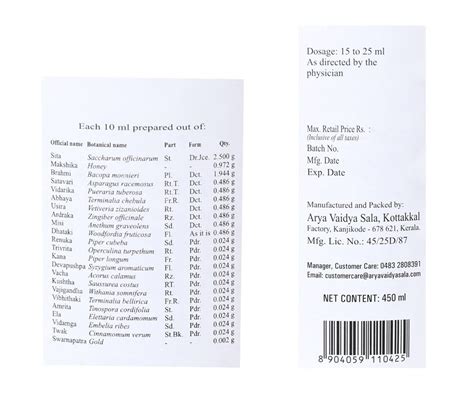 Each 10 ml prepared out of:
Official name Botanical name Part Form Qty.
Sita Saccharum officinarum St. Dr.Jce. 2.500 g
Makshika Honey - - 0.972 g
Brahmi Bacopa monnieri Pl. Dct. 1.944 g
Satavari Asparagus racemosus Rt.T. Dct. 0.486 g
Vidarika Pueraria tuberosa Rt.T. Dct. 0.486 g
Abhaya Terminalia chebula Fr.R. Dct. 0.486 g
Usira Vetiveria zizanioides Rt. Dct. 0.486 g
Ardraka Zingiber officinale Rz. Dct. 0.486 g
Misi Anethum graveolens Sd. Dct. 0.486 g
Dhataki Woodfordia fruticosa Fl. As it is 0.486 g
Renuka Piper cubeba Sd. Pdr. 0.024 g
Trivrita Operculina turpethum Rt. Pdr. 0.024 g
Kana Piper longum Fr. Pdr. 0.024 g
Devapushpa Syzygium aromaticum Fl. Pdr. 0.024 g
Vacha Acorus calamus Rz. Pdr. 0.024 g
Kushtha Saussurea costus Rt. Pdr. 0.024 g
Vajigandha Withania somnifera Rt. Pdr. 0.024 g
Vibhitaki Terminalia bellirica Fr.R. Pdr. 0.024 g
Amrita Tinospora cordifolia St. Pdr. 0.024 g
Ela Elettaria cardamomum Sd. Pdr. 0.024 g
Vidamga Embelia ribes Sd. Pdr. 0.024 g
Twak Cinnamomum verum St.Bk. Pdr. 0.024 g
Swarnapatra Gold - - 0.002 g
Dosage: 15 to 25 ml
As directed by the
physician
Max. Retail Price Rs. :
(Inclusive of all taxes)
Batch No.
Mfg. Date
Exp. Date
Manufactured and Packed by:
Arya Vaidya Sala, Kottakkal
Factory, Kanjikode - 678 621, Kerala.
Mfg. Lic. No.: 45/25D/87
Manager, Customer Care: 0483 2808391
Email: customercare@aryavaidyasala.com
NET CONTENT: 450 ml
8 904059 110425